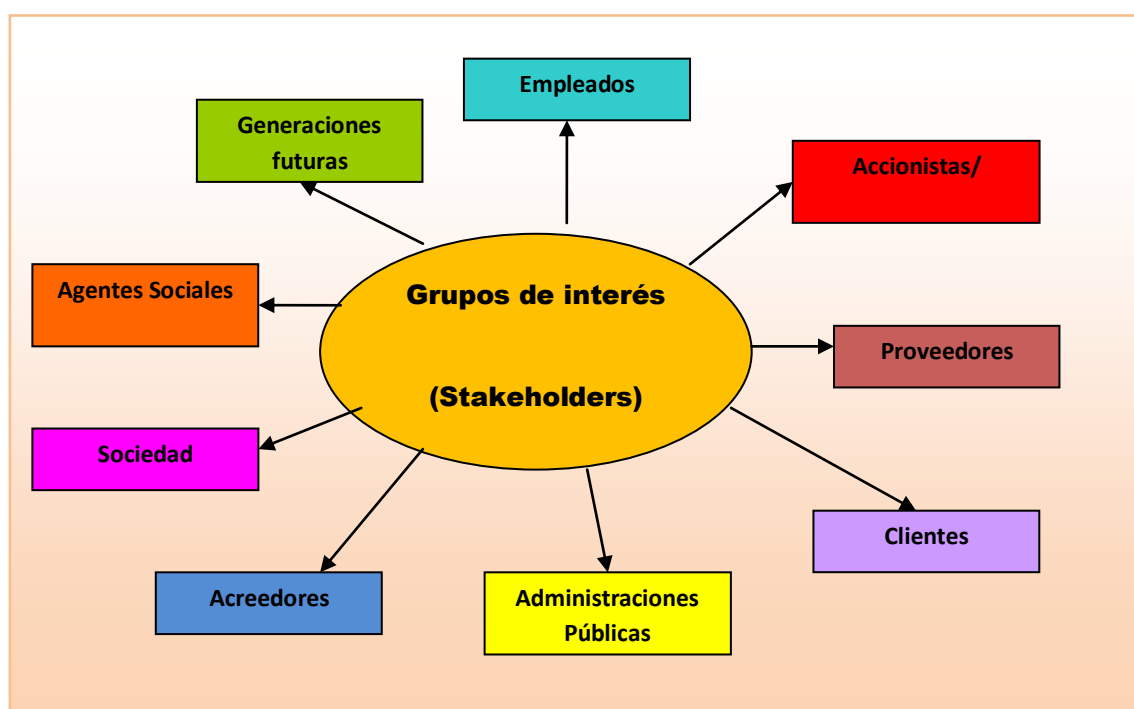 Empleados
Generaciones
futuras
Accionistas/
Agentes Sociales
Grupos de interés
(Stakeholders)
Proveedores
Sociedad
Clientes
Acreedores
Administraciones
Públicas